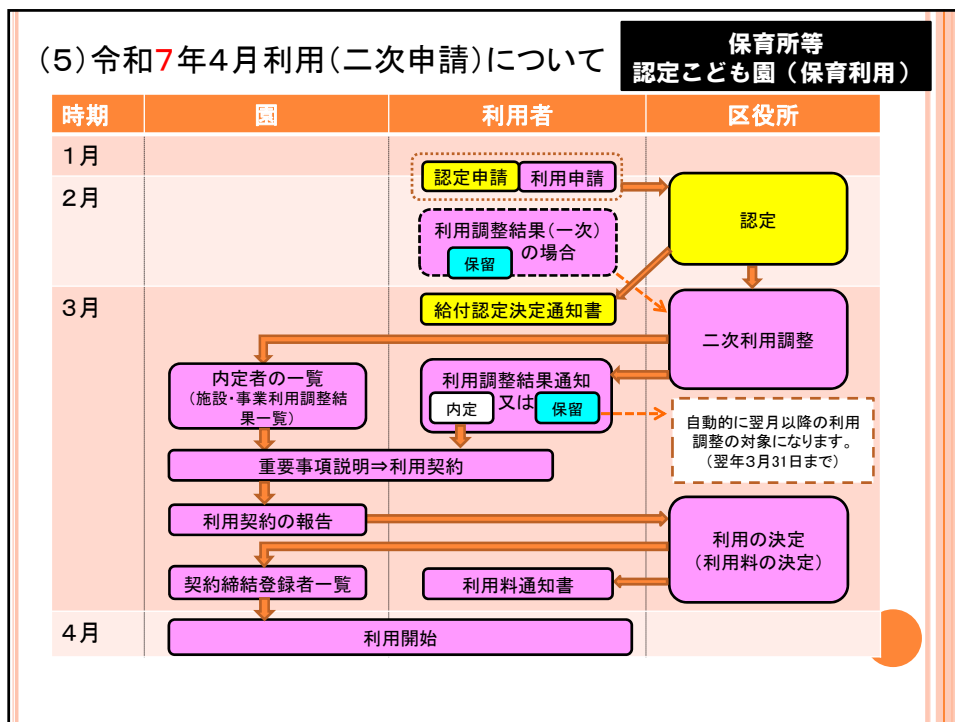 (5)令和7年4月利用(二次申請)について
保育所等
認定こども園(保育利用)
時期
園
利用者
区役所
1月
認定申請
利用申請
2月
認定
利用調整結果(一次)
の場合
保留
3月
給付認定決定通知書
二次利用調整
内定者の一覧
(施設・事業利用調整結
果一覧)
利用調整結果通知
又は
内定
保留
自動的に翌月以降の利用
調整の対象になります。
(翌年3月31日まで)
重要事項説明⇒利用契約
利用契約の報告
利用の決定
(利用料の決定)
契約締結登録者一覧
利用料通知書
4月
利用開始